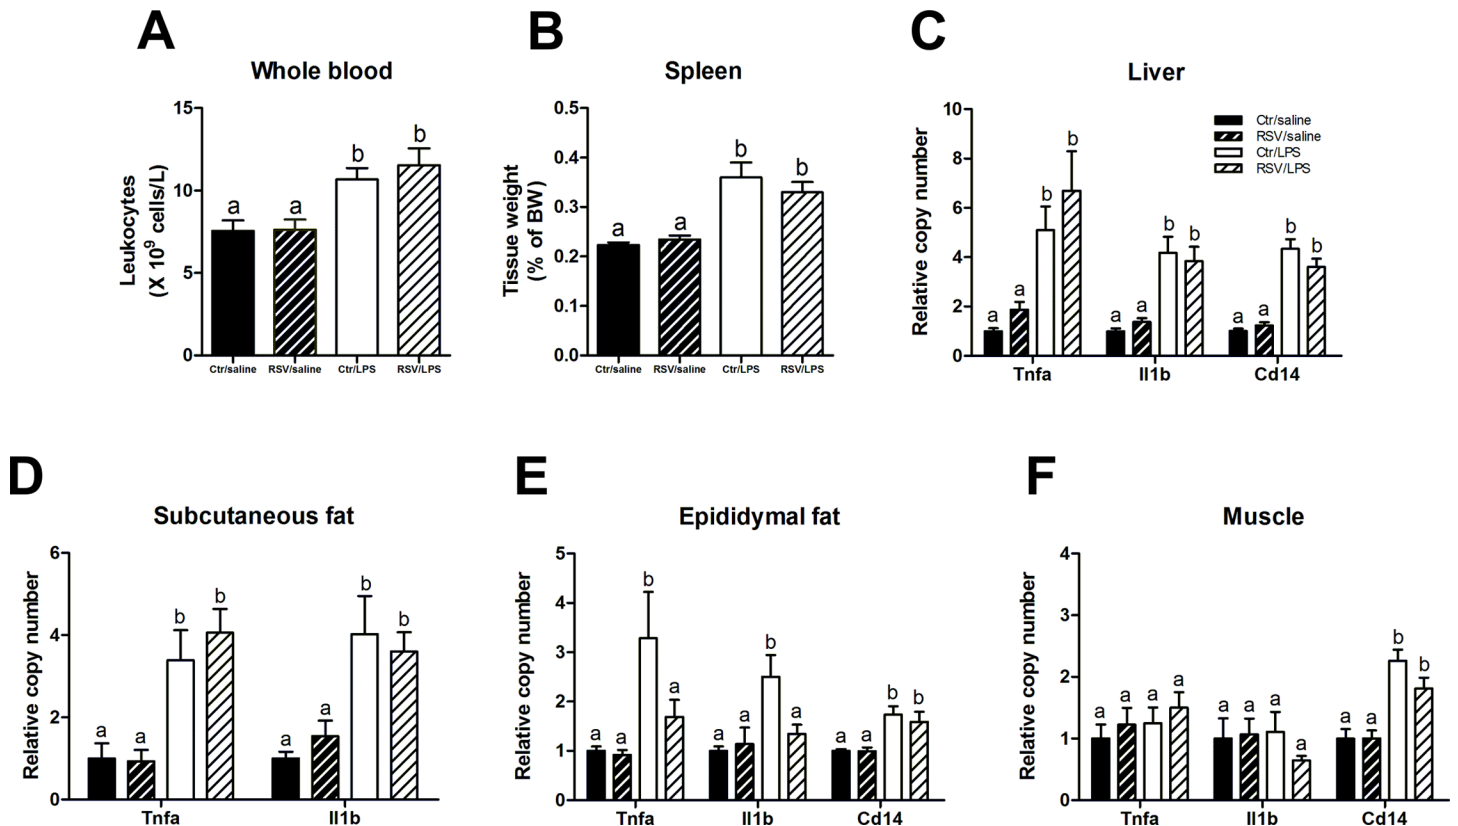 A
Whole blood
15
10
5
0
Leukocytes
(X 10⁹ cells/L)
a
a
b
b
Ctr/saline
RSV/saline
Ctr/LPS
RSV/LPS
B
Spleen
0.5
0.4
0.3
0.2
0.1
0.0
Tissue weight
(% of BW)
a
a
b
b
Ctr/saline
RSV/saline
Ctr/LPS
RSV/LPS
C
Liver
10
8
6
4
2
0
Relative copy number
Ctr/saline
RSV/saline
Ctr/LPS
RSV/LPS
a
a
b
b
a
a
b
b
a
a
b
b
Tnfa
Il1b
Cd14
D
Subcutaneous fat
6
4
2
0
Relative copy number
a
a
b
b
a
a
b
b
Tnfa
Il1b
E
Epididymal fat
5
4
3
2
1
0
Relative copy number
a
a
b
a
a
a
b
a
a
a
b
b
Tnfa
Il1b
Cd14
F
Muscle
4
3
2
1
0
Relative copy number
a
a
a
a
a
a
a
a
a
a
b
b
Tnfa
Il1b
Cd14